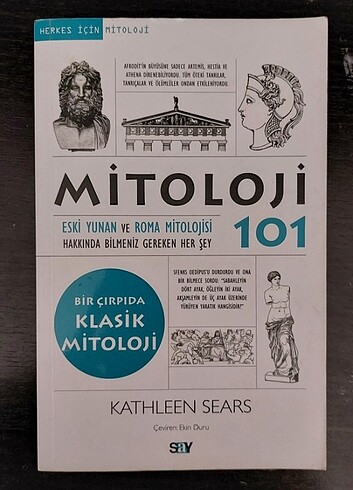 HERKES İÇİN MİTOLOJİ
AFRODİT'İN BÜYÜSÜNE SADECE ARTEMİS, HESTİA VE
ATHENA DİRENEBİLİYORDU. TÜM ÖTEKİ TANRILAR,
TANRIÇALAR VE ÖLÜMLÜLER ONDAN ETKİLENİYORDU.
MİTOLOJİ
ESKİ YUNAN VE ROMA MİTOLOJİSİ
HAKKINDA BİLMENİZ GEREKEN HER ŞEY
101
BİR ÇIRPIDA
KLASİK
MİTOLOJİ
SFENKS OEDİPUS'U DURDURDU VE ONA
BİR BİLMECE SORDU: "SABAHLEYİN
DÖRT AYAK, ÖĞLEYİN İKİ AYAK,
AKŞAMLEYİN DE ÜÇ AYAK ÜZERİNDE
YÜRÜYEN YARATIK HANGİSİDİR?"
KATHLEEN SEARS
Çeviren: Ekin Duru
say